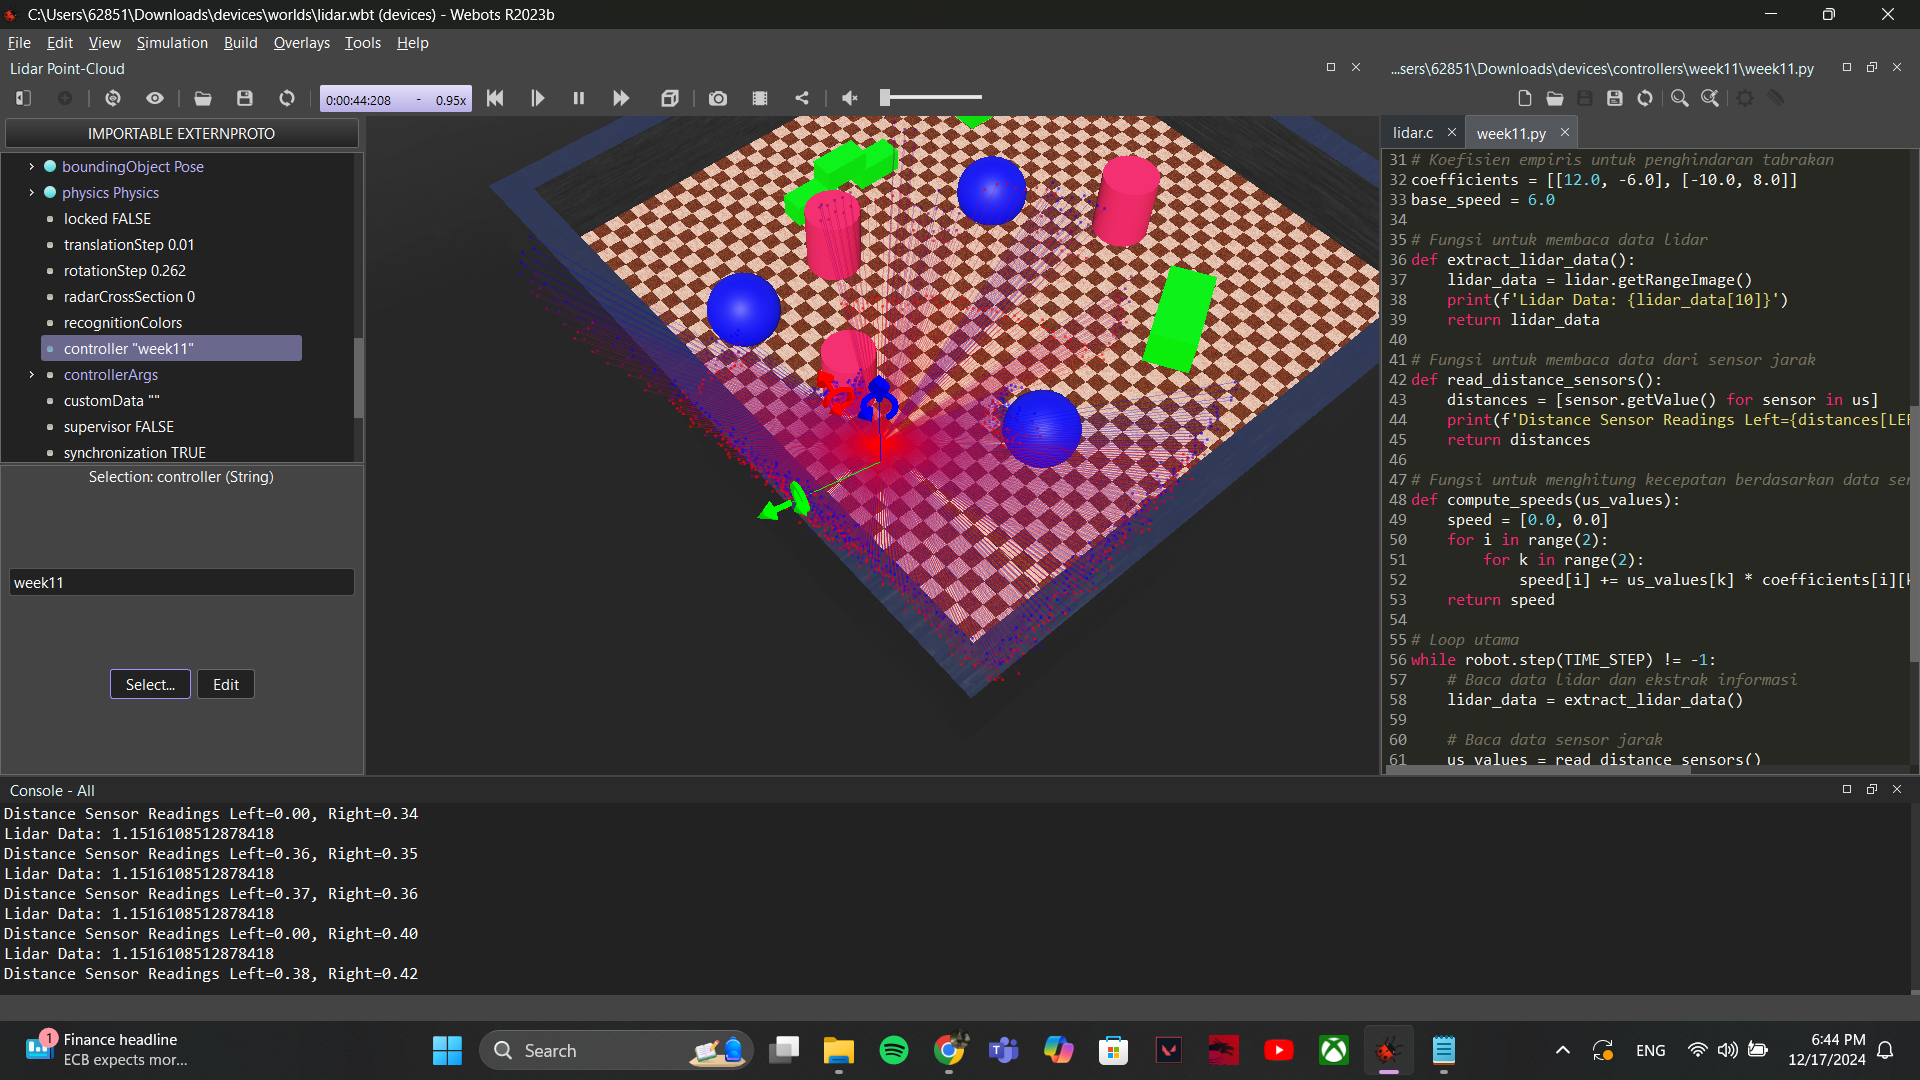 C:\Users\62851\Downloads\devices\worlds\lidar.wbt (devices) - Webots R2023b
File Edit View Simulation Build Overlays Tools Help
Lidar Point-Cloud
...sers\62851\Downloads\devices\controllers\week11\week11.py
0:00:44:208 - 0.95x
IMPORTABLE EXTERNPROTO
boundingObject Pose
physics Physics
locked FALSE
translationStep 0.01
rotationStep 0.262
radarCrossSection 0
recognitionColors
controller "week11"
controllerArgs
customData ""
supervisor FALSE
synchronization TRUE
Selection: controller (String)
week11
Select... Edit
lidar.c week11.py
31 # Koefisien empiris untuk penghindaran tabrakan
32 coefficients = [[12.0, -6.0], [-10.0, 8.0]]
33 base_speed = 6.0
34
35 # Fungsi untuk membaca data lidar
36 def extract_lidar_data():
37 lidar_data = lidar.getRangeImage()
38 print(f'Lidar Data: {lidar_data[10]}')
39 return lidar_data
40
41 # Fungsi untuk membaca data dari sensor jarak
42 def read_distance_sensors():
43 distances = [sensor.getValue() for sensor in us]
44 print(f'Distance Sensor Readings Left={distances[LEF
45 return distances
46
47 # Fungsi untuk menghitung kecepatan berdasarkan data ser
48 def compute_speeds(us_values):
49 speed = [0.0, 0.0]
50 for i in range(2):
51 for k in range(2):
52 speed[i] += us_values[k] * coefficients[i][k
53 return speed
54
55 # Loop utama
56 while robot.step(TIME_STEP) != -1:
57 # Baca data lidar dan ekstrak informasi
58 lidar_data = extract_lidar_data()
59
60 # Baca data sensor jarak
61 us_values = read_distance_sensors()
Console - All
Distance Sensor Readings Left=0.00, Right=0.34
Lidar Data: 1.1516108512878418
Distance Sensor Readings Left=0.36, Right=0.35
Lidar Data: 1.1516108512878418
Distance Sensor Readings Left=0.37, Right=0.36
Lidar Data: 1.1516108512878418
Distance Sensor Readings Left=0.00, Right=0.40
Lidar Data: 1.1516108512878418
Distance Sensor Readings Left=0.38, Right=0.42
1
Finance headline
ECB expects mor...
Search
ENG
6:44 PM
12/17/2024